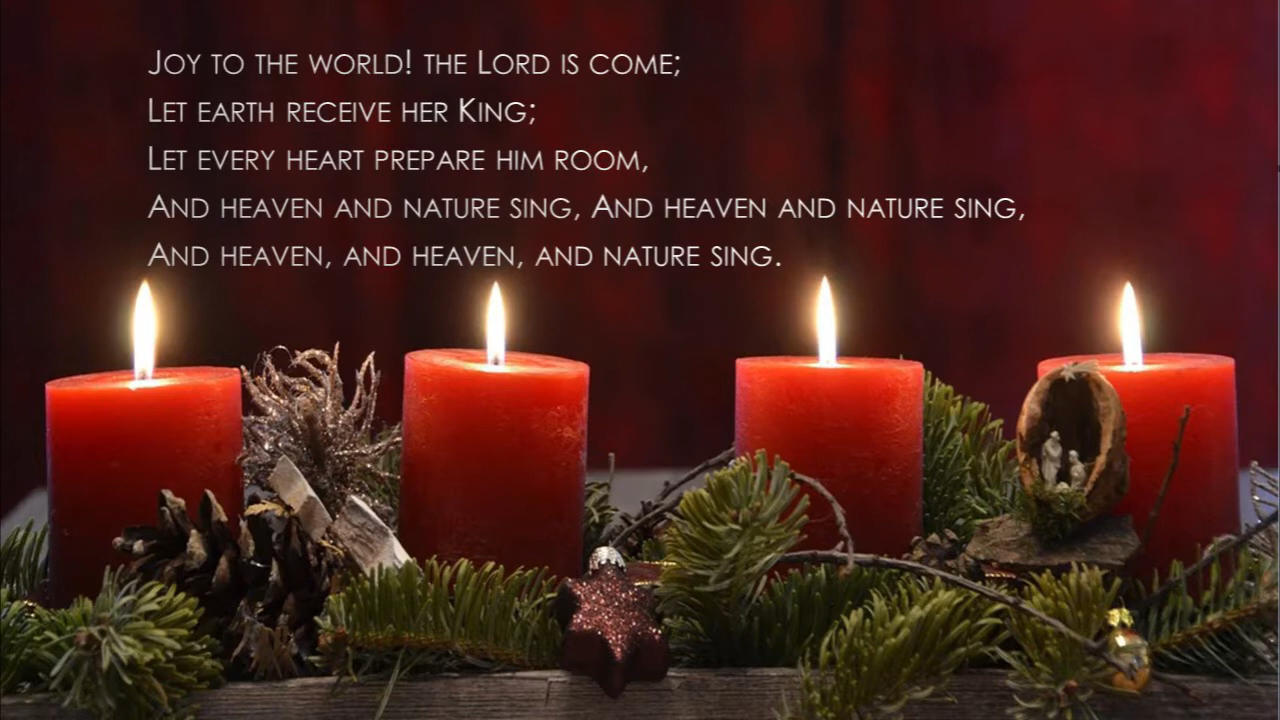 Joy to the world! the Lord is come;
Let earth receive her King;
Let every heart prepare him room,
And heaven and nature sing, And heaven and nature sing,
And heaven, and heaven, and nature sing.